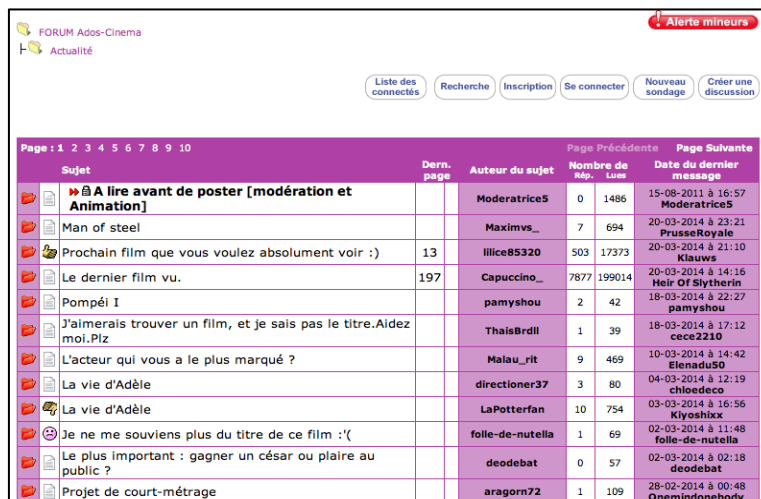 FORUM Ados-Cinema
Actualité
Alerte mineurs
Liste des connectés Recherche Inscription Se connecter Nouveau sondage Créer une discussion
Page : 1 2 3 4 5 6 7 8 9 10 Page Précédente Page Suivante
Sujet Dern. page Auteur du sujet Nombre de Rép. Lues Date du dernier message
A lire avant de poster [modération et Animation] Moderatrice5 0 1486 15-08-2011 à 16:57 Moderatrice5
Man of steel Maximvs_ 7 694 20-03-2014 à 23:21 PrusseRoyale
Prochain film que vous voulez absolument voir :) 13 lilice85320 503 17373 20-03-2014 à 21:10 Klauws
Le dernier film vu. 197 Capuccino_ 7877 199014 20-03-2014 à 14:16 Heir Of Slytherin
Pompéi I pamyshou 2 42 18-03-2014 à 22:27 pamyshou
J'aimerais trouver un film, et je sais pas le titre.Aidez moi.Plz ThaisBrdll 1 39 18-03-2014 à 17:12 cece2210
L'acteur qui vous a le plus marqué ? Malau_rit 9 469 10-03-2014 à 14:42 Elenadu50
La vie d'Adèle directioner37 3 80 04-03-2014 à 12:19 chloedeco
La vie d'Adèle LaPotterfan 10 754 03-03-2014 à 16:56 Kiyoshixx
Je ne me souviens plus du titre de ce film :'( folle-de-nutella 1 69 02-03-2014 à 11:48 folle-de-nutella
Le plus important : gagner un césar ou plaire au public ? deodebat 0 57 02-03-2014 à 02:18 deodebat
Projet de court-métrage aragorn72 1 109 28-02-2014 à 00:48 Onemindonebody